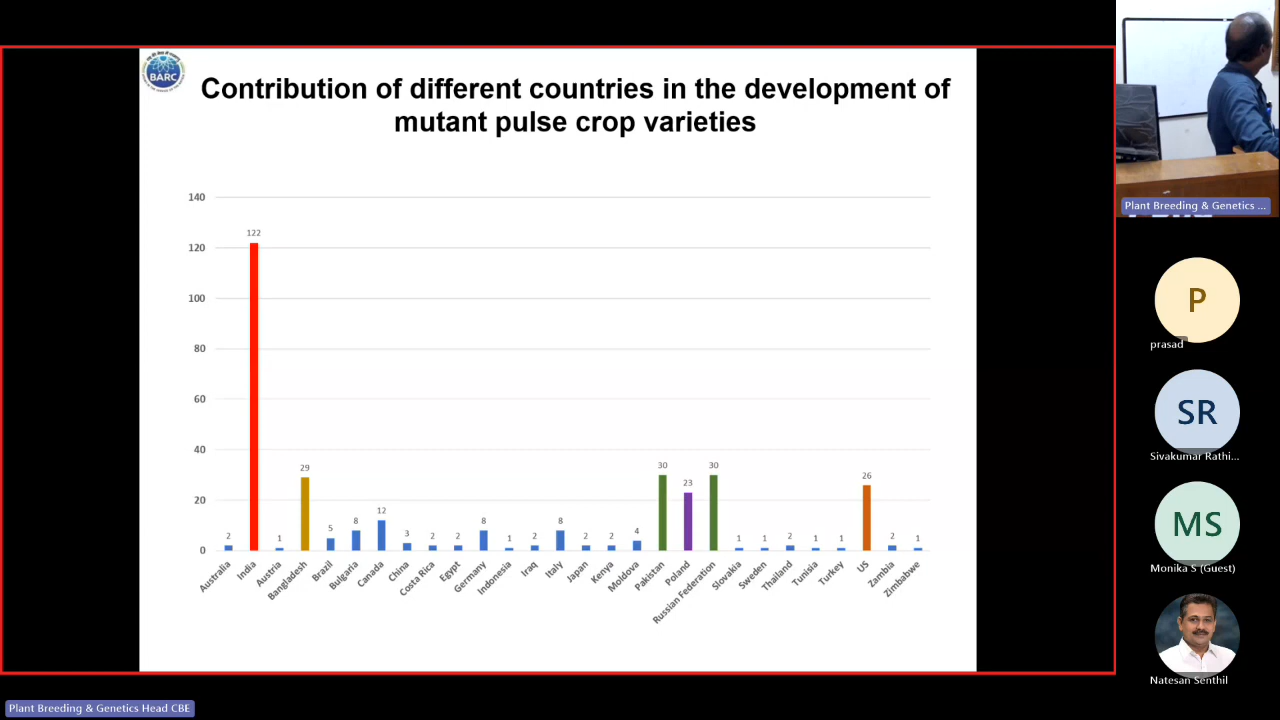 BARC
Contribution of different countries in the development of
mutant pulse crop varieties
140
120
100
80
60
40
20
0
2
122
1
29
5
8
12
3
2
2
8
1
2
8
2
2
4
30
23
30
1
1
2
1
1
26
2
1
Australia
India
Austria
Bangladesh
Brazil
Bulgaria
Canada
China
Costa Rica
Egypt
Germany
Indonesia
Iraq
Italy
Japan
Kenya
Moldova
Pakistan
Poland
Russian Federation
Slovakia
Sweden
Thailand
Tunisia
Turkey
US
Zambia
Zimbabwe
Plant Breeding & Genetics ...
P
prasad
SR
Sivakumar Rathi...
MS
Monika S (Guest)
Natesan Senthil
Plant Breeding & Genetics Head CBE